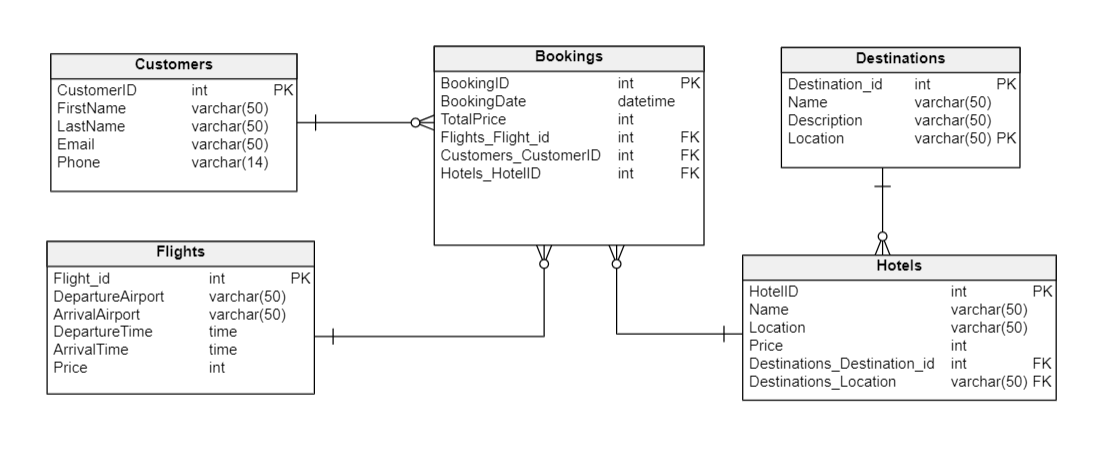 Customers
CustomerID int PK
FirstName varchar(50)
LastName varchar(50)
Email varchar(50)
Phone varchar(14)
Bookings
BookingID int PK
BookingDate datetime
TotalPrice int
Flights_Flight_id int FK
Customers_CustomerID int FK
Hotels_HotelID int FK
Destinations
Destination_id int PK
Name varchar(50)
Description varchar(50)
Location varchar(50) PK
Flights
Flight_id int PK
DepartureAirport varchar(50)
ArrivalAirport varchar(50)
DepartureTime time
ArrivalTime time
Price int
Hotels
HotelID int PK
Name varchar(50)
Location varchar(50)
Price int
Destinations_Destination_id int FK
Destinations_Location varchar(50) FK